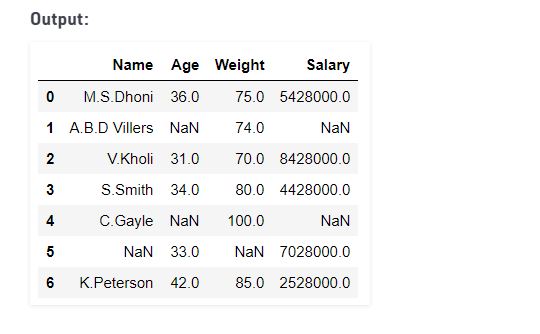 Output:
Name Age Weight Salary
0 M.S.Dhoni 36.0 75.0 5428000.0
1 A.B.D Villers NaN 74.0 NaN
2 V.Kholi 31.0 70.0 8428000.0
3 S.Smith 34.0 80.0 4428000.0
4 C.Gayle NaN 100.0 NaN
5 NaN 33.0 NaN 7028000.0
6 K.Peterson 42.0 85.0 2528000.0